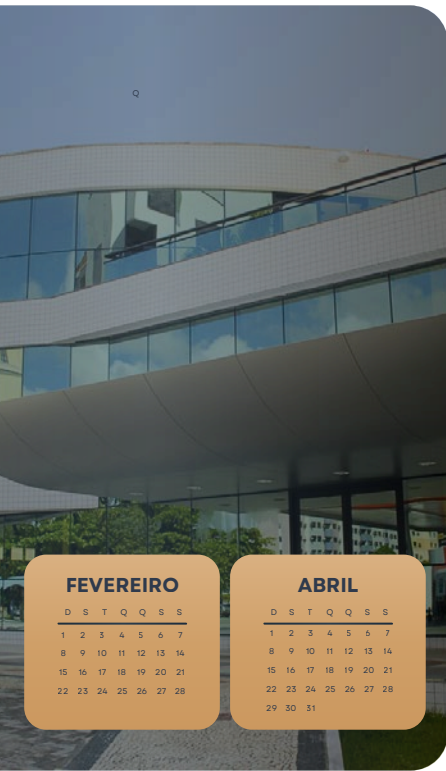 Q
FEVEREIRO
D S T Q Q S S
1 2 3 4 5 6 7
8 9 10 11 12 13 14
15 16 17 18 19 20 21
22 23 24 25 26 27 28
ABRIL
D S T Q Q S S
1 2 3 4 5 6 7
8 9 10 11 12 13 14
15 16 17 18 19 20 21
22 23 24 25 26 27 28
29 30 31